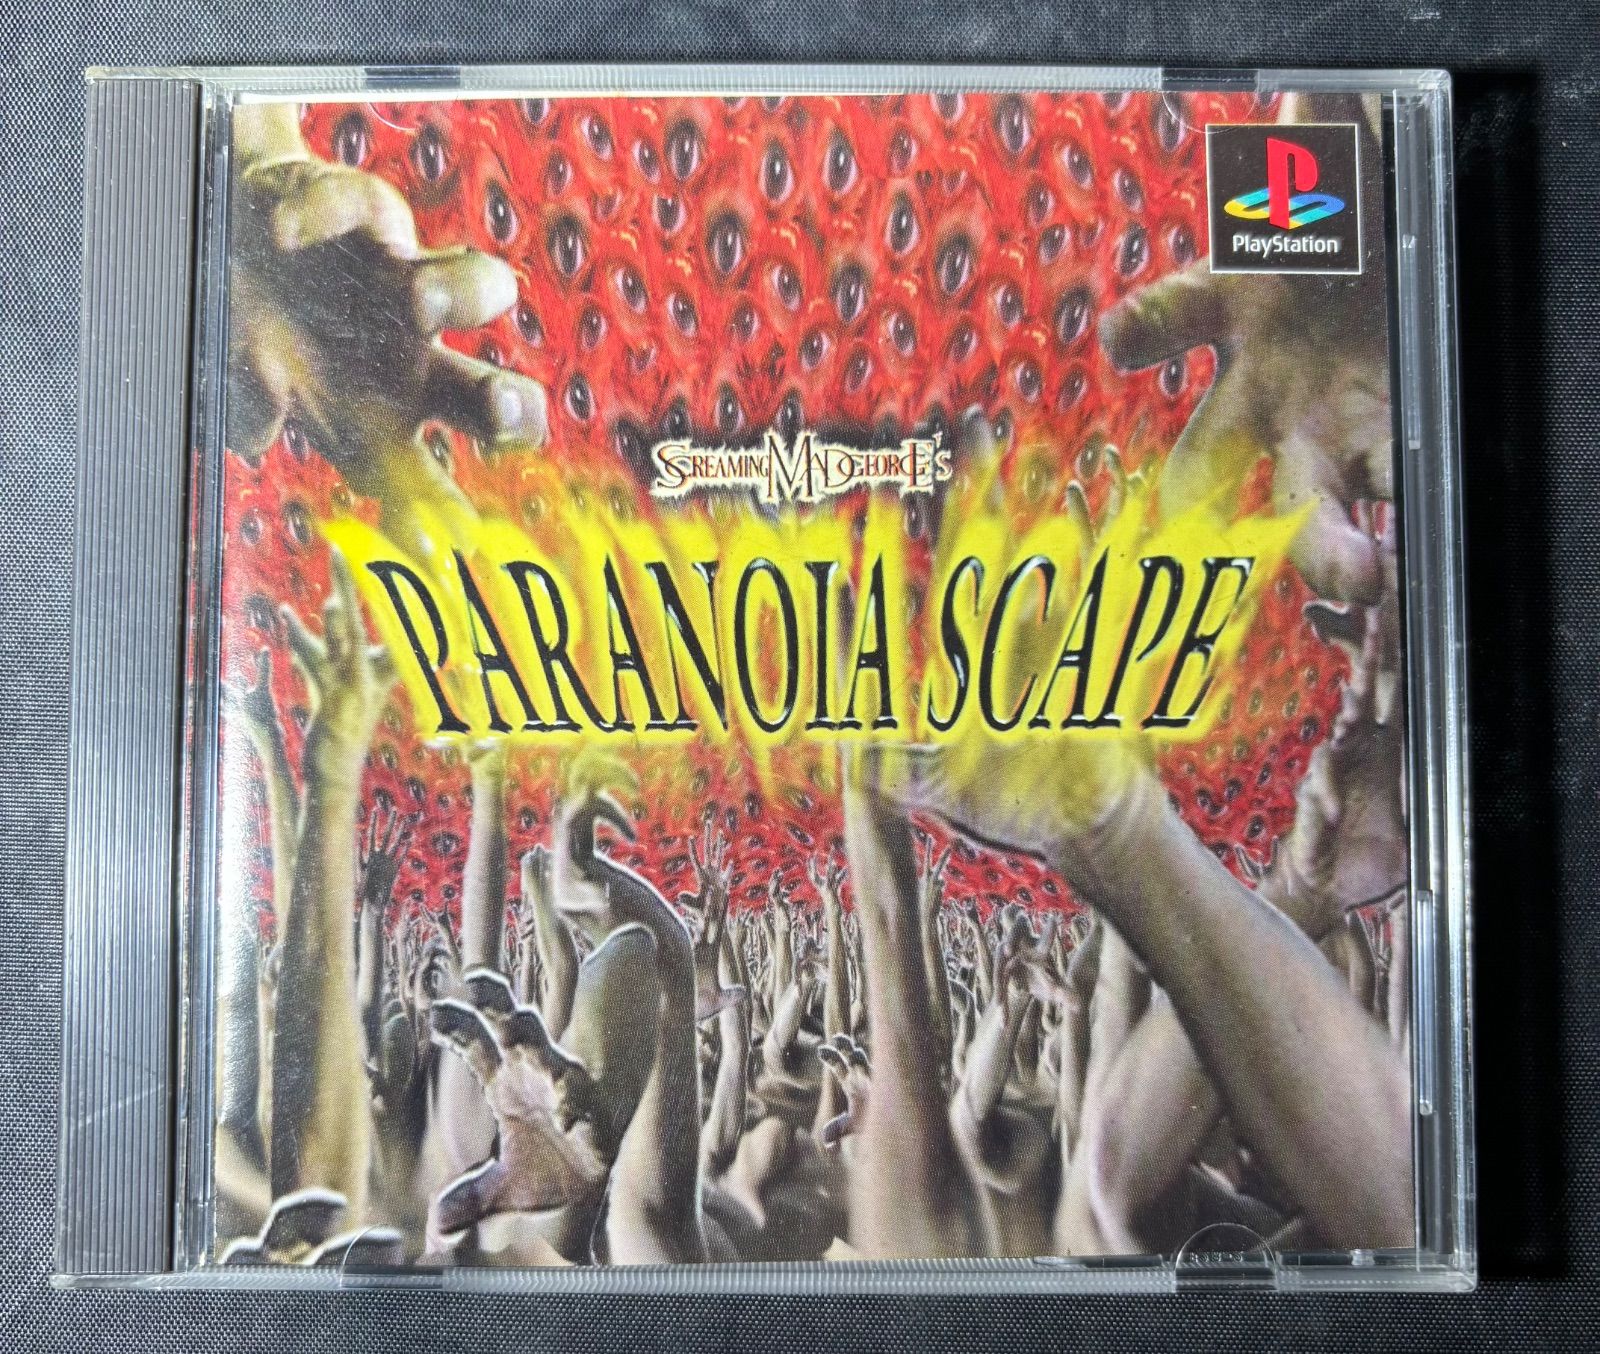 PlayStation
SCREAMING MAD GEORGE'S
PARANOIA SCAPE